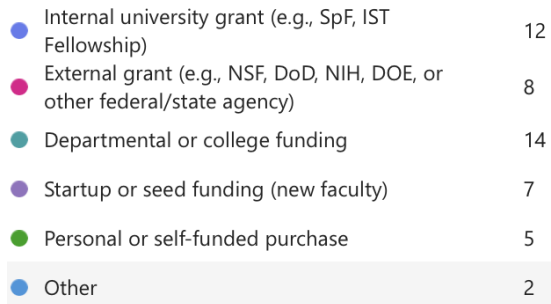 Internal university grant (e.g., SpF, IST
Fellowship) 12
External grant (e.g., NSF, DoD, NIH, DOE, or
other federal/state agency) 8
Departmental or college funding 14
Startup or seed funding (new faculty) 7
Personal or self-funded purchase 5
Other 2